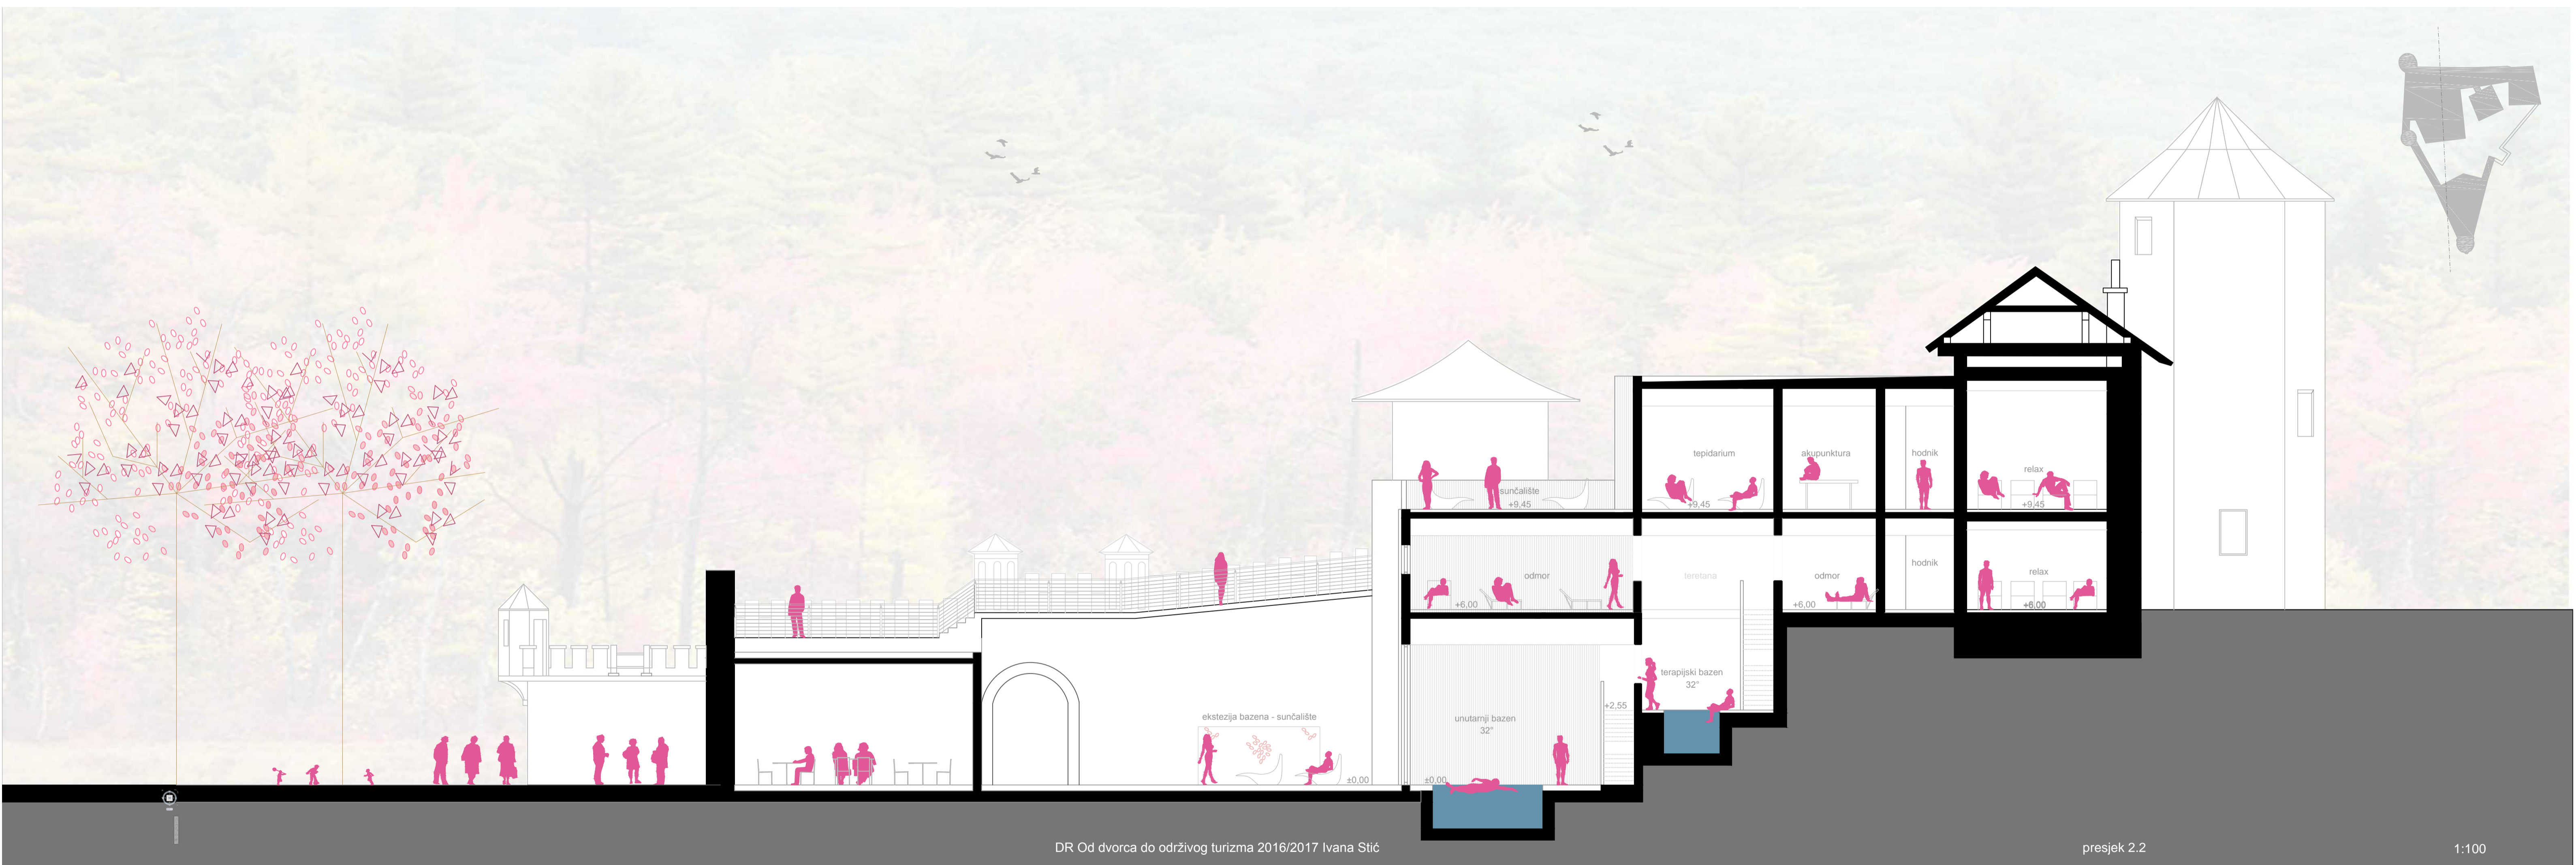 tepidarium
akupunktura
hodnik
relax
sunčalište
+9,45
+9,45
+9,45
odmor
teretana
odmor
hodnik
relax
+6,00
+6,00
+6,00
terapijski bazen
32°
+2,55
ekstezija bazena - sunčalište
unutarnji bazen
32°
±0,00
±0,00
DR Od dvorca do održivog turizma 2016/2017 Ivana Stić
presjek 2.2
1:100